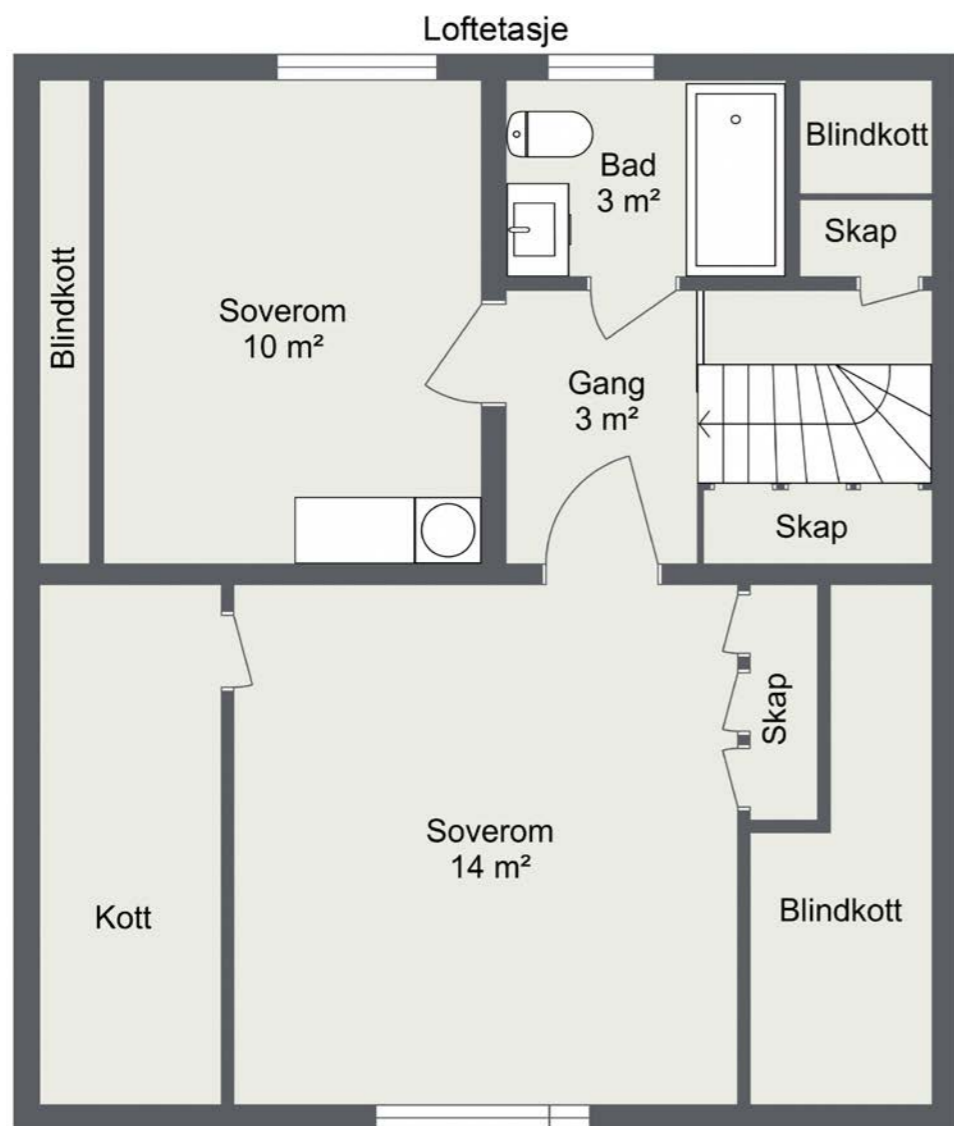 Loftetasje
Blindkott
Soverom
10 m²
Bad
3 m²
Blindkott
Skap
Gang
3 m²
Skap
Kott
Soverom
14 m²
Skap
Blindkott